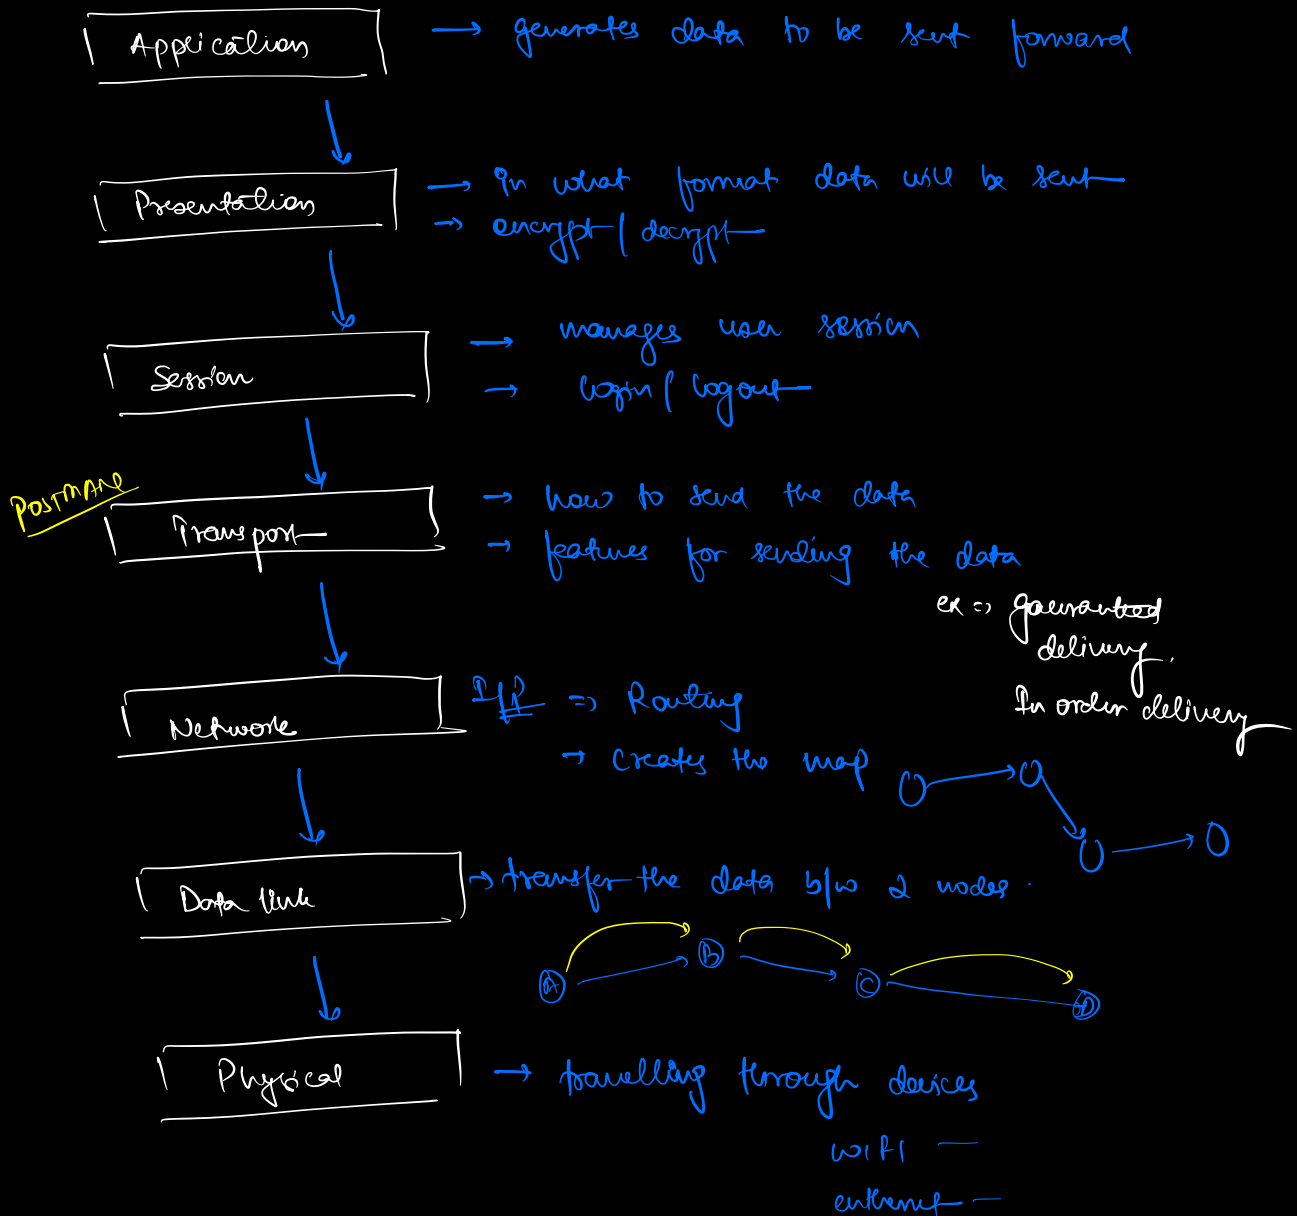 Application → generates data to be sent forward
Presentation → in what format data will be sent
→ encrypt / decrypt
Session → manages user session
→ login / logout
POSTMAN
Transport → how to send the data
→ features for sending the data
ex => gauranteed
delivery.
In order delivery
Network I/P => Routing
→ creates the map
Data link → transfer the data b/w 2 nodes.
A B C D
Physical → travelling through devices
WIFI —
enthernet —